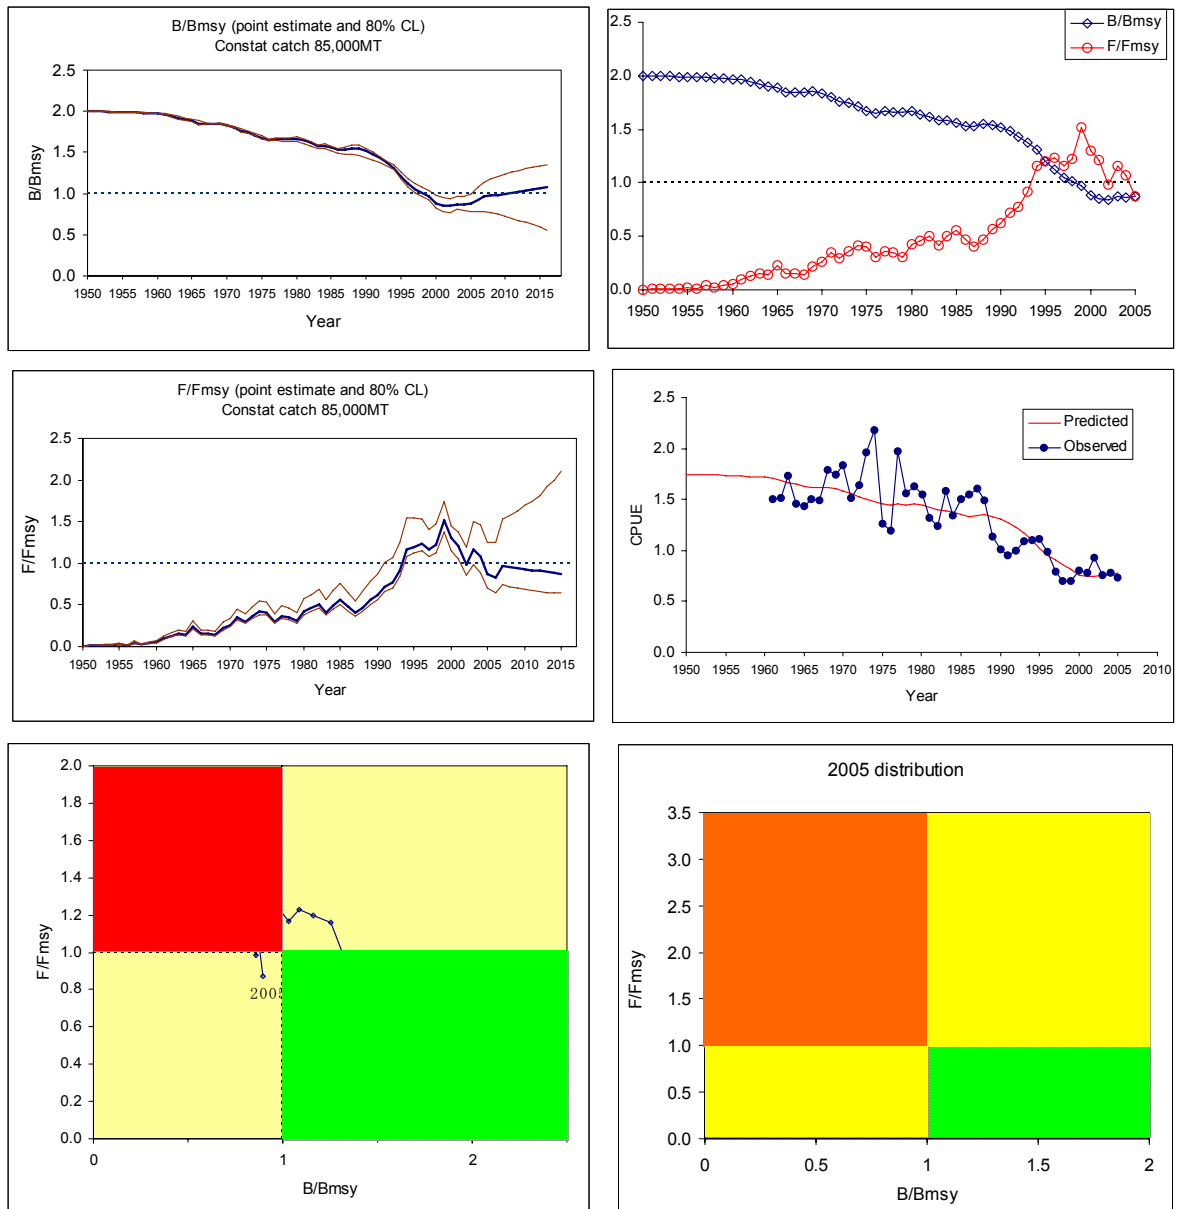 B/Bmsy (point estimate and 80% CL)
Constat catch 85,000MT
B/Bmsy
2.5
2.0
1.5
1.0
0.5
0.0
1950 1955 1960 1965 1970 1975 1980 1985 1990 1995 2000 2005 2010 2015
Year
B/Bmsy
F/Fmsy
2.5
2.0
1.5
1.0
0.5
0.0
1950 1955 1960 1965 1970 1975 1980 1985 1990 1995 2000 2005
F/Fmsy (point estimate and 80% CL)
Constat catch 85,000MT
F/Fmsy
2.5
2.0
1.5
1.0
0.5
0.0
1950 1955 1960 1965 1970 1975 1980 1985 1990 1995 2000 2005 2010 2015
Year
Predicted
Observed
CPUE
2.5
2.0
1.5
1.0
0.5
0.0
1950 1955 1960 1965 1970 1975 1980 1985 1990 1995 2000 2005 2010
Year
F/Fmsy
2.0
1.8
1.6
1.4
1.2
1.0
0.8
0.6
0.4
0.2
0.0
2005
0 1 2
B/Bmsy
2005 distribution
F/Fmsy
3.5
3.0
2.5
2.0
1.5
1.0
0.5
0.0
0 0.5 1 1.5 2
B/Bmsy